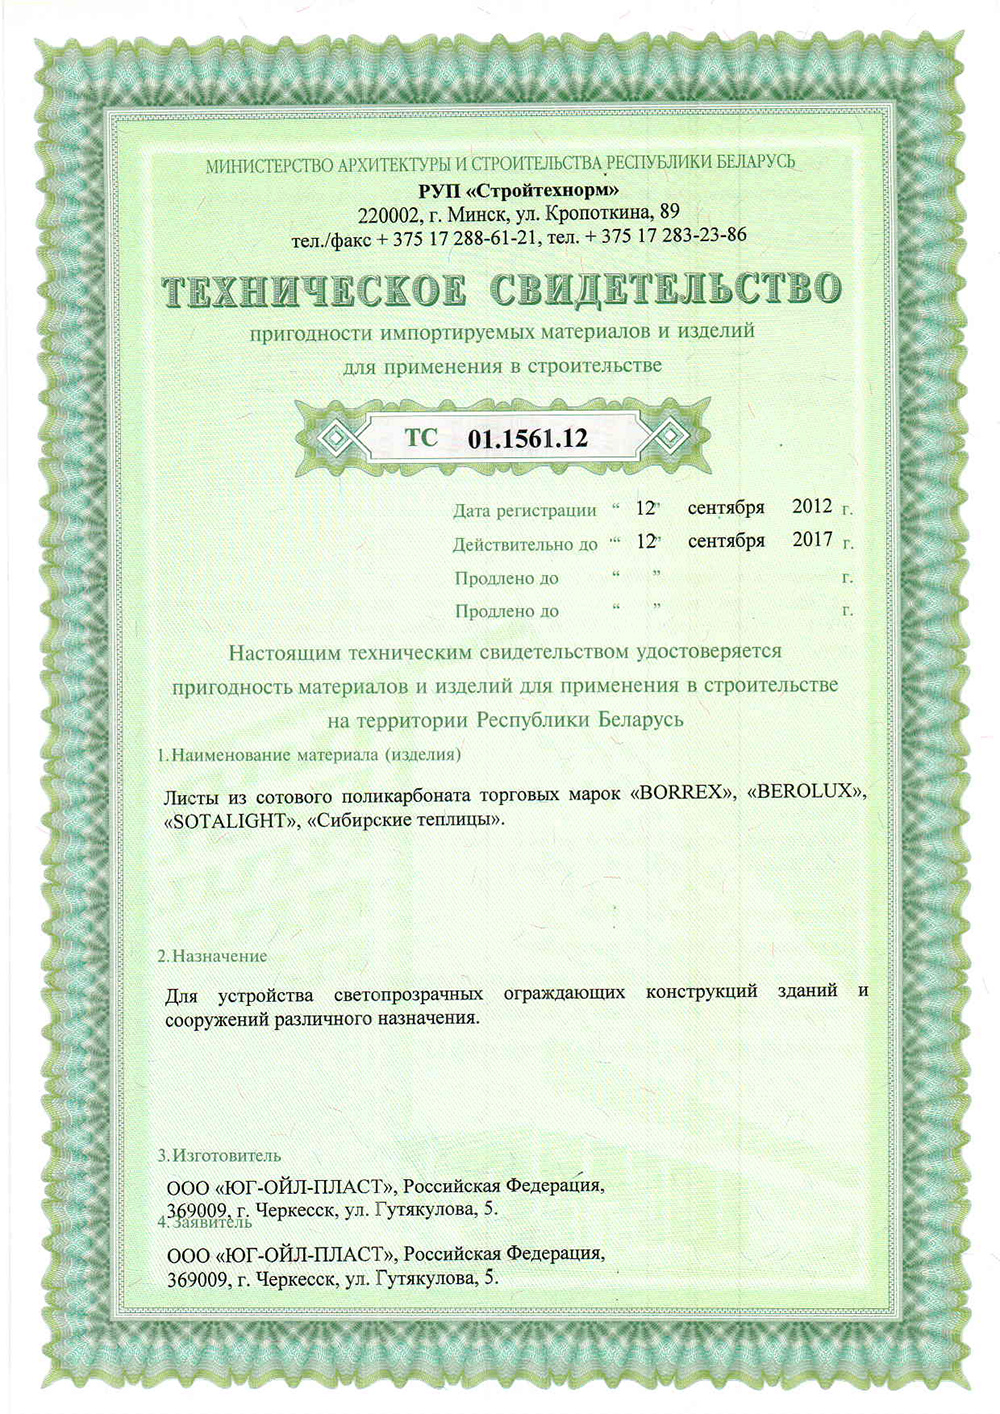 МИНИСТЕРСТВО АРХИТЕКТУРЫ И СТРОИТЕЛЬСТВА РЕСПУБЛИКИ БЕЛАРУСЬ
РУП «Стройтехнорм»
220002, г. Минск, ул. Кропоткина, 89
тел./факс + 375 17 288-61-21, тел. + 375 17 283-23-86
ТЕХНИЧЕСКОЕ СВИДЕТЕЛЬСТВО
пригодности импортируемых материалов и изделий
для применения в строительстве
ТС 01.1561.12
Дата регистрации “ 12 ” сентября 2012 г.
Действительно до “ 12 ” сентября 2017 г.
Продлено до “ ” г.
Продлено до “ ” г.
Настоящим техническим свидетельством удостоверяется
пригодность материалов и изделий для применения в строительстве
на территории Республики Беларусь
1.Наименование материала (изделия)
Листы из сотового поликарбоната торговых марок «BORREX», «BEROLUX»,
«SOTALIGHT», «Сибирские теплицы».
2.Назначение
Для устройства светопрозрачных ограждающих конструкций зданий и
сооружений различного назначения.
3.Изготовитель
ООО «ЮГ-ОЙЛ-ПЛАСТ», Российская Федерация,
369009, г. Черкесск, ул. Гутякулова, 5.
4.Заявитель
ООО «ЮГ-ОЙЛ-ПЛАСТ», Российская Федерация,
369009, г. Черкесск, ул. Гутякулова, 5.